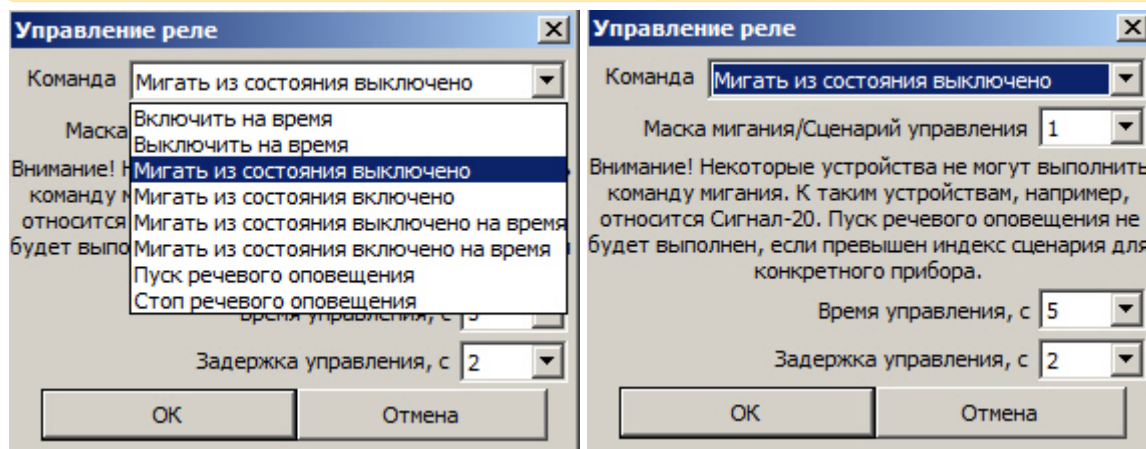 Управление реле
Команда Мигать из состояния выключено
Включить на время
Маска
Выключить на время
Внимание!
Мигать из состояния выключено
команду
Мигать из состояния включено
относится
Мигать из состояния выключено на время
будет
Мигать из состояния включено на время
Пуск речевого оповещения
Стоп речевого оповещения
Время управления, с
Задержка управления, с 2
ОК Отмена
Управление реле
Команда Мигать из состояния выключено
Маска мигания/Сценарий управления 1
Внимание! Некоторые устройства не могут выполнить
команду мигания. К таким устройствам, например,
относится Сигнал-20. Пуск речевого оповещения не
будет выполнен, если превышен индекс сценария для
конкретного прибора.
Время управления, с 5
Задержка управления, с 2
ОК Отмена